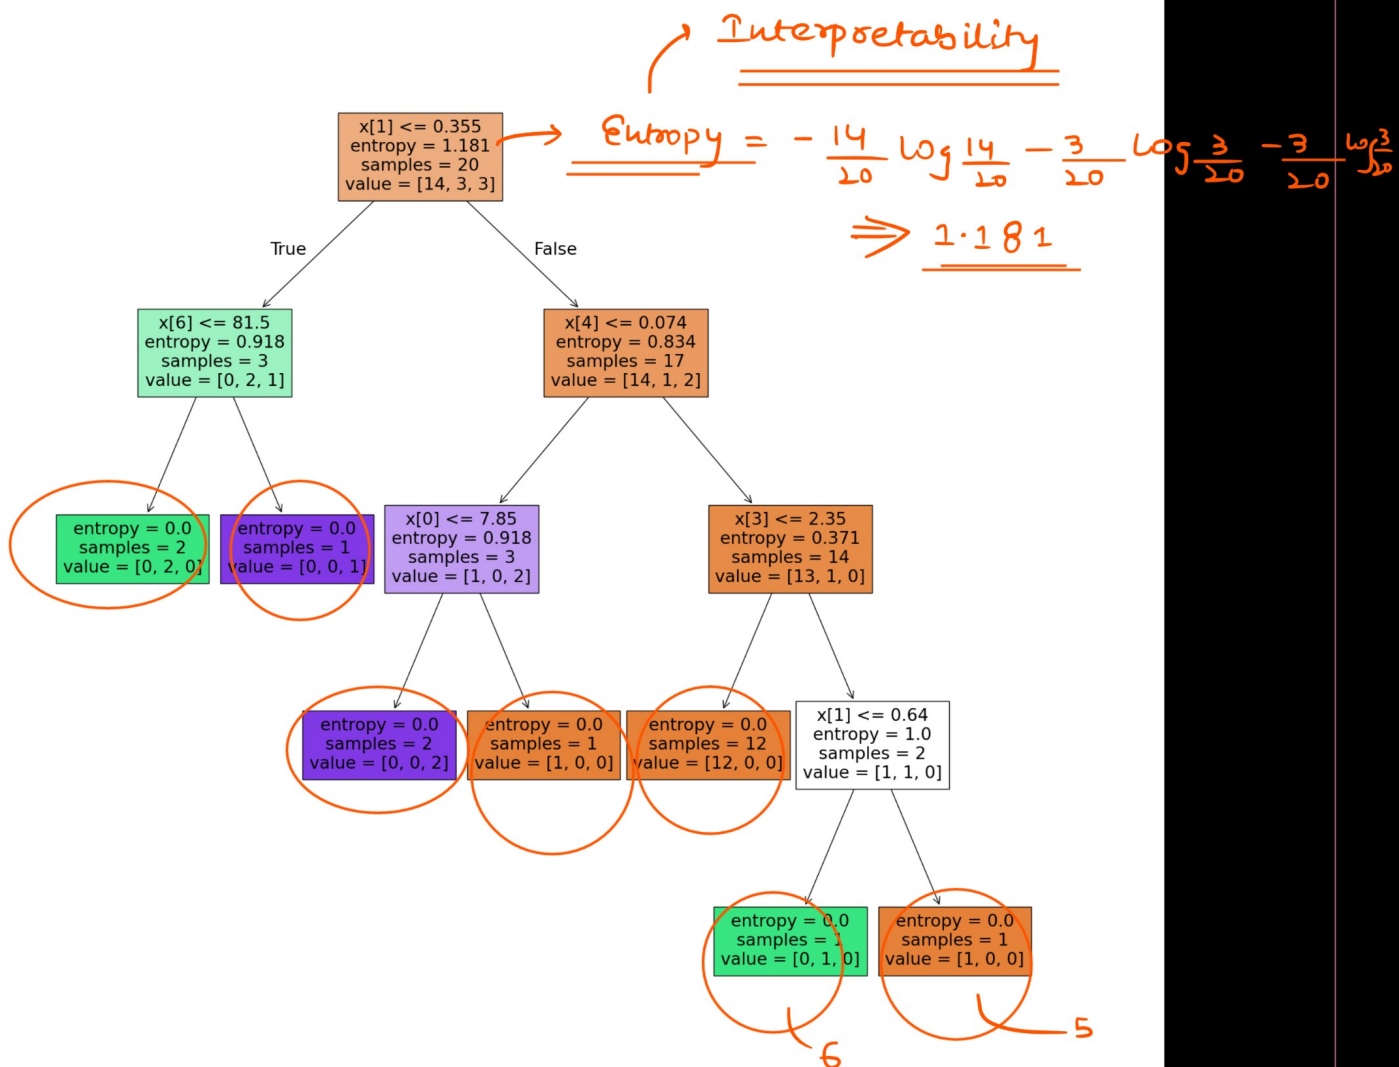 Interpretability
x[1] <= 0.355
entropy = 1.181
samples = 20
value = [14, 3, 3]
Entropy = - 14/20 log 14/20 - 3/20 log 3/20 - 3/20 log 3/20
⇒ 1.181
True
False
x[6] <= 81.5
entropy = 0.918
samples = 3
value = [0, 2, 1]
x[4] <= 0.074
entropy = 0.834
samples = 17
value = [14, 1, 2]
entropy = 0.0
samples = 2
value = [0, 2, 0]
entropy = 0.0
samples = 1
value = [0, 0, 1]
x[0] <= 7.85
entropy = 0.918
samples = 3
value = [1, 0, 2]
x[3] <= 2.35
entropy = 0.371
samples = 14
value = [13, 1, 0]
entropy = 0.0
samples = 2
value = [0, 0, 2]
entropy = 0.0
samples = 1
value = [1, 0, 0]
entropy = 0.0
samples = 12
value = [12, 0, 0]
x[1] <= 0.64
entropy = 1.0
samples = 2
value = [1, 1, 0]
entropy = 0.0
samples = 1
value = [0, 1, 0]
entropy = 0.0
samples = 1
value = [1, 0, 0]
6
5